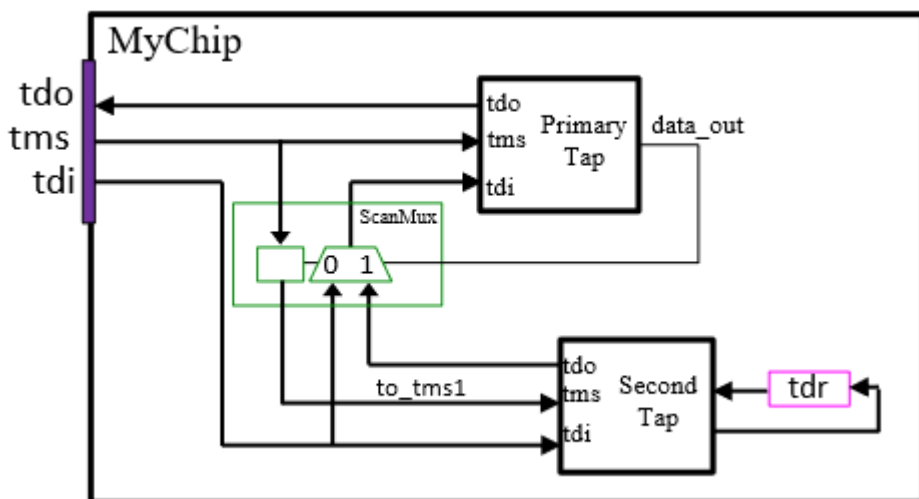 MyChip
tdo
tms
tdi
tdo
tms
tdi
Primary
Tap
data_out
ScanMux
0 1
to_tms1
tdo
tms
tdi
Second
Tap
tdr